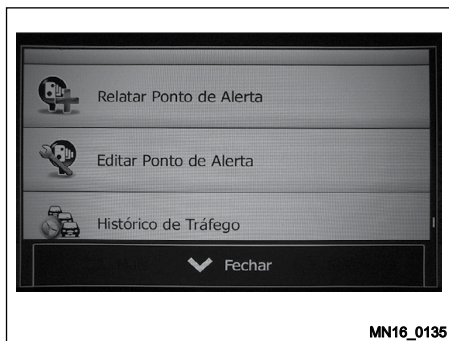 Relatar Ponto de Alerta
Editar Ponto de Alerta
Histórico de Tráfego
Fechar
MN16_0135